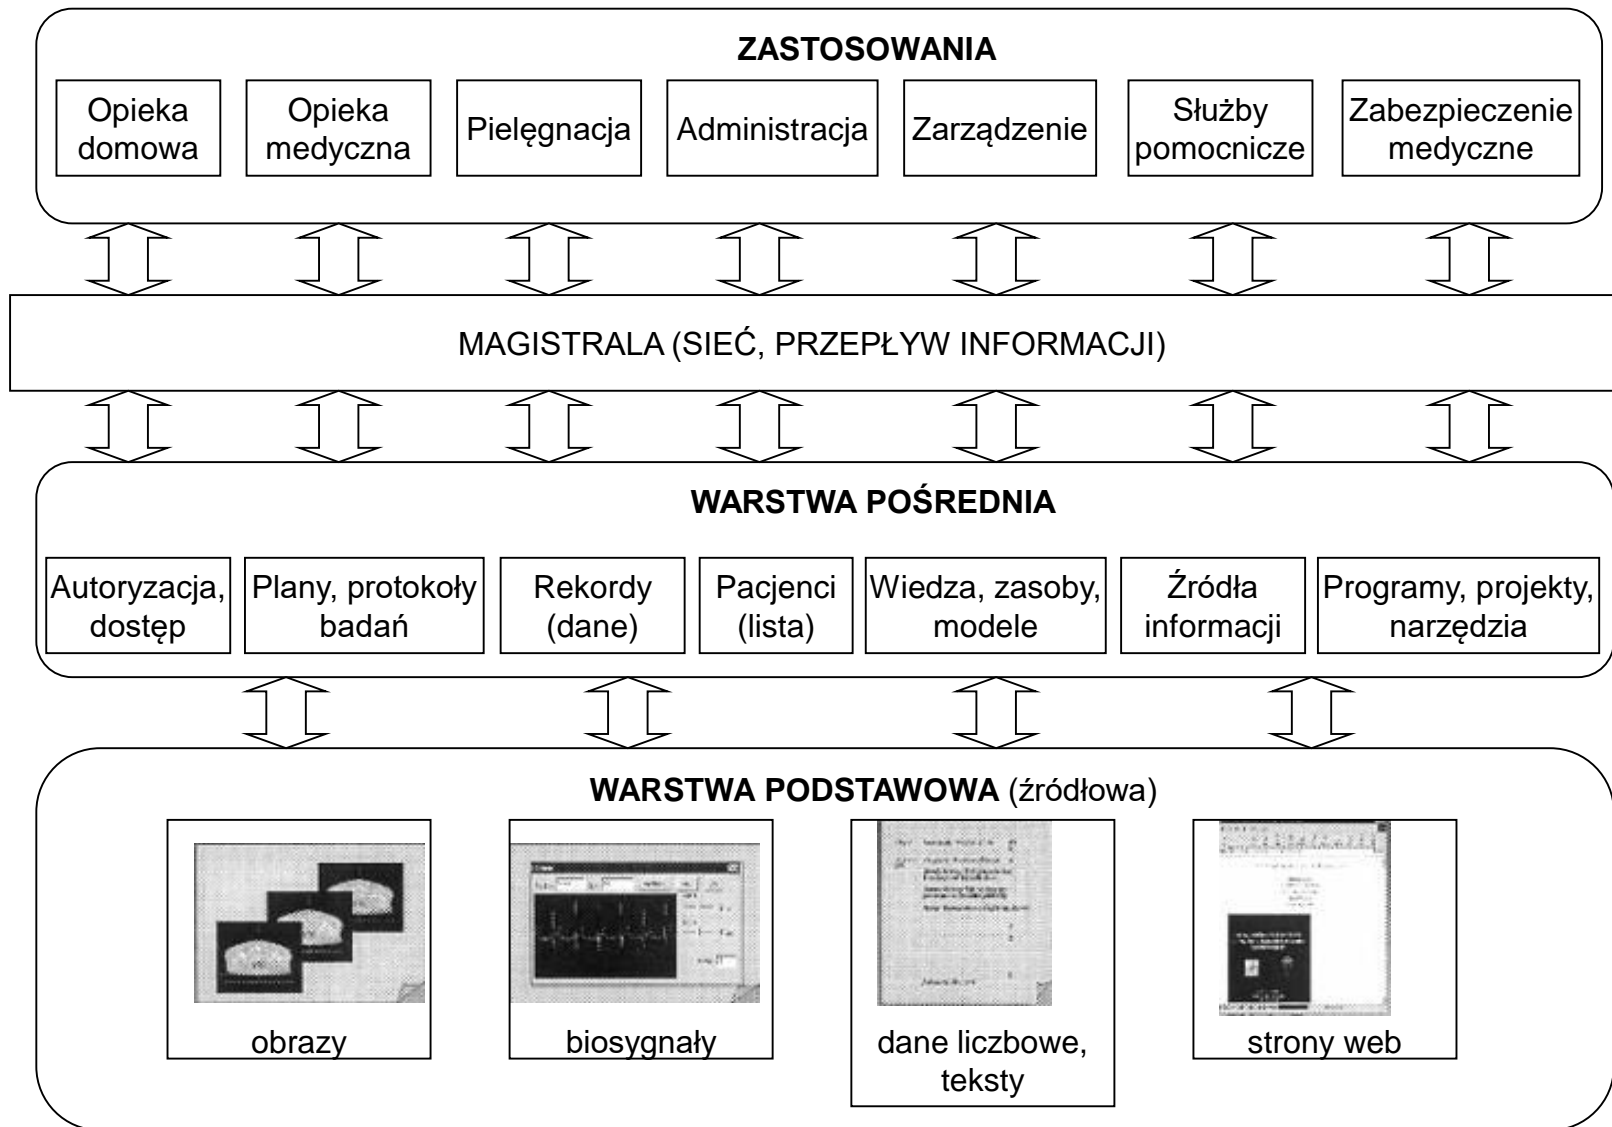 ZASTOSOWANIA
Opieka
domowa
Opieka
medyczna
Pielęgnacja
Administracja
Zarządzenie
Służby
pomocnicze
Zabezpieczenie
medyczne
MAGISTRALA (SIEĆ, PRZEPŁYW INFORMACJI)
WARSTWA POŚREDNIA
Autoryzacja,
dostęp
Plany, protokoły
badań
Rekordy
(dane)
Pacjenci
(lista)
Wiedza, zasoby,
modele
Źródła
informacji
Programy, projekty,
narzędzia
WARSTWA PODSTAWOWA (źródłowa)
obrazy
biosygnały
dane liczbowe,
teksty
strony web